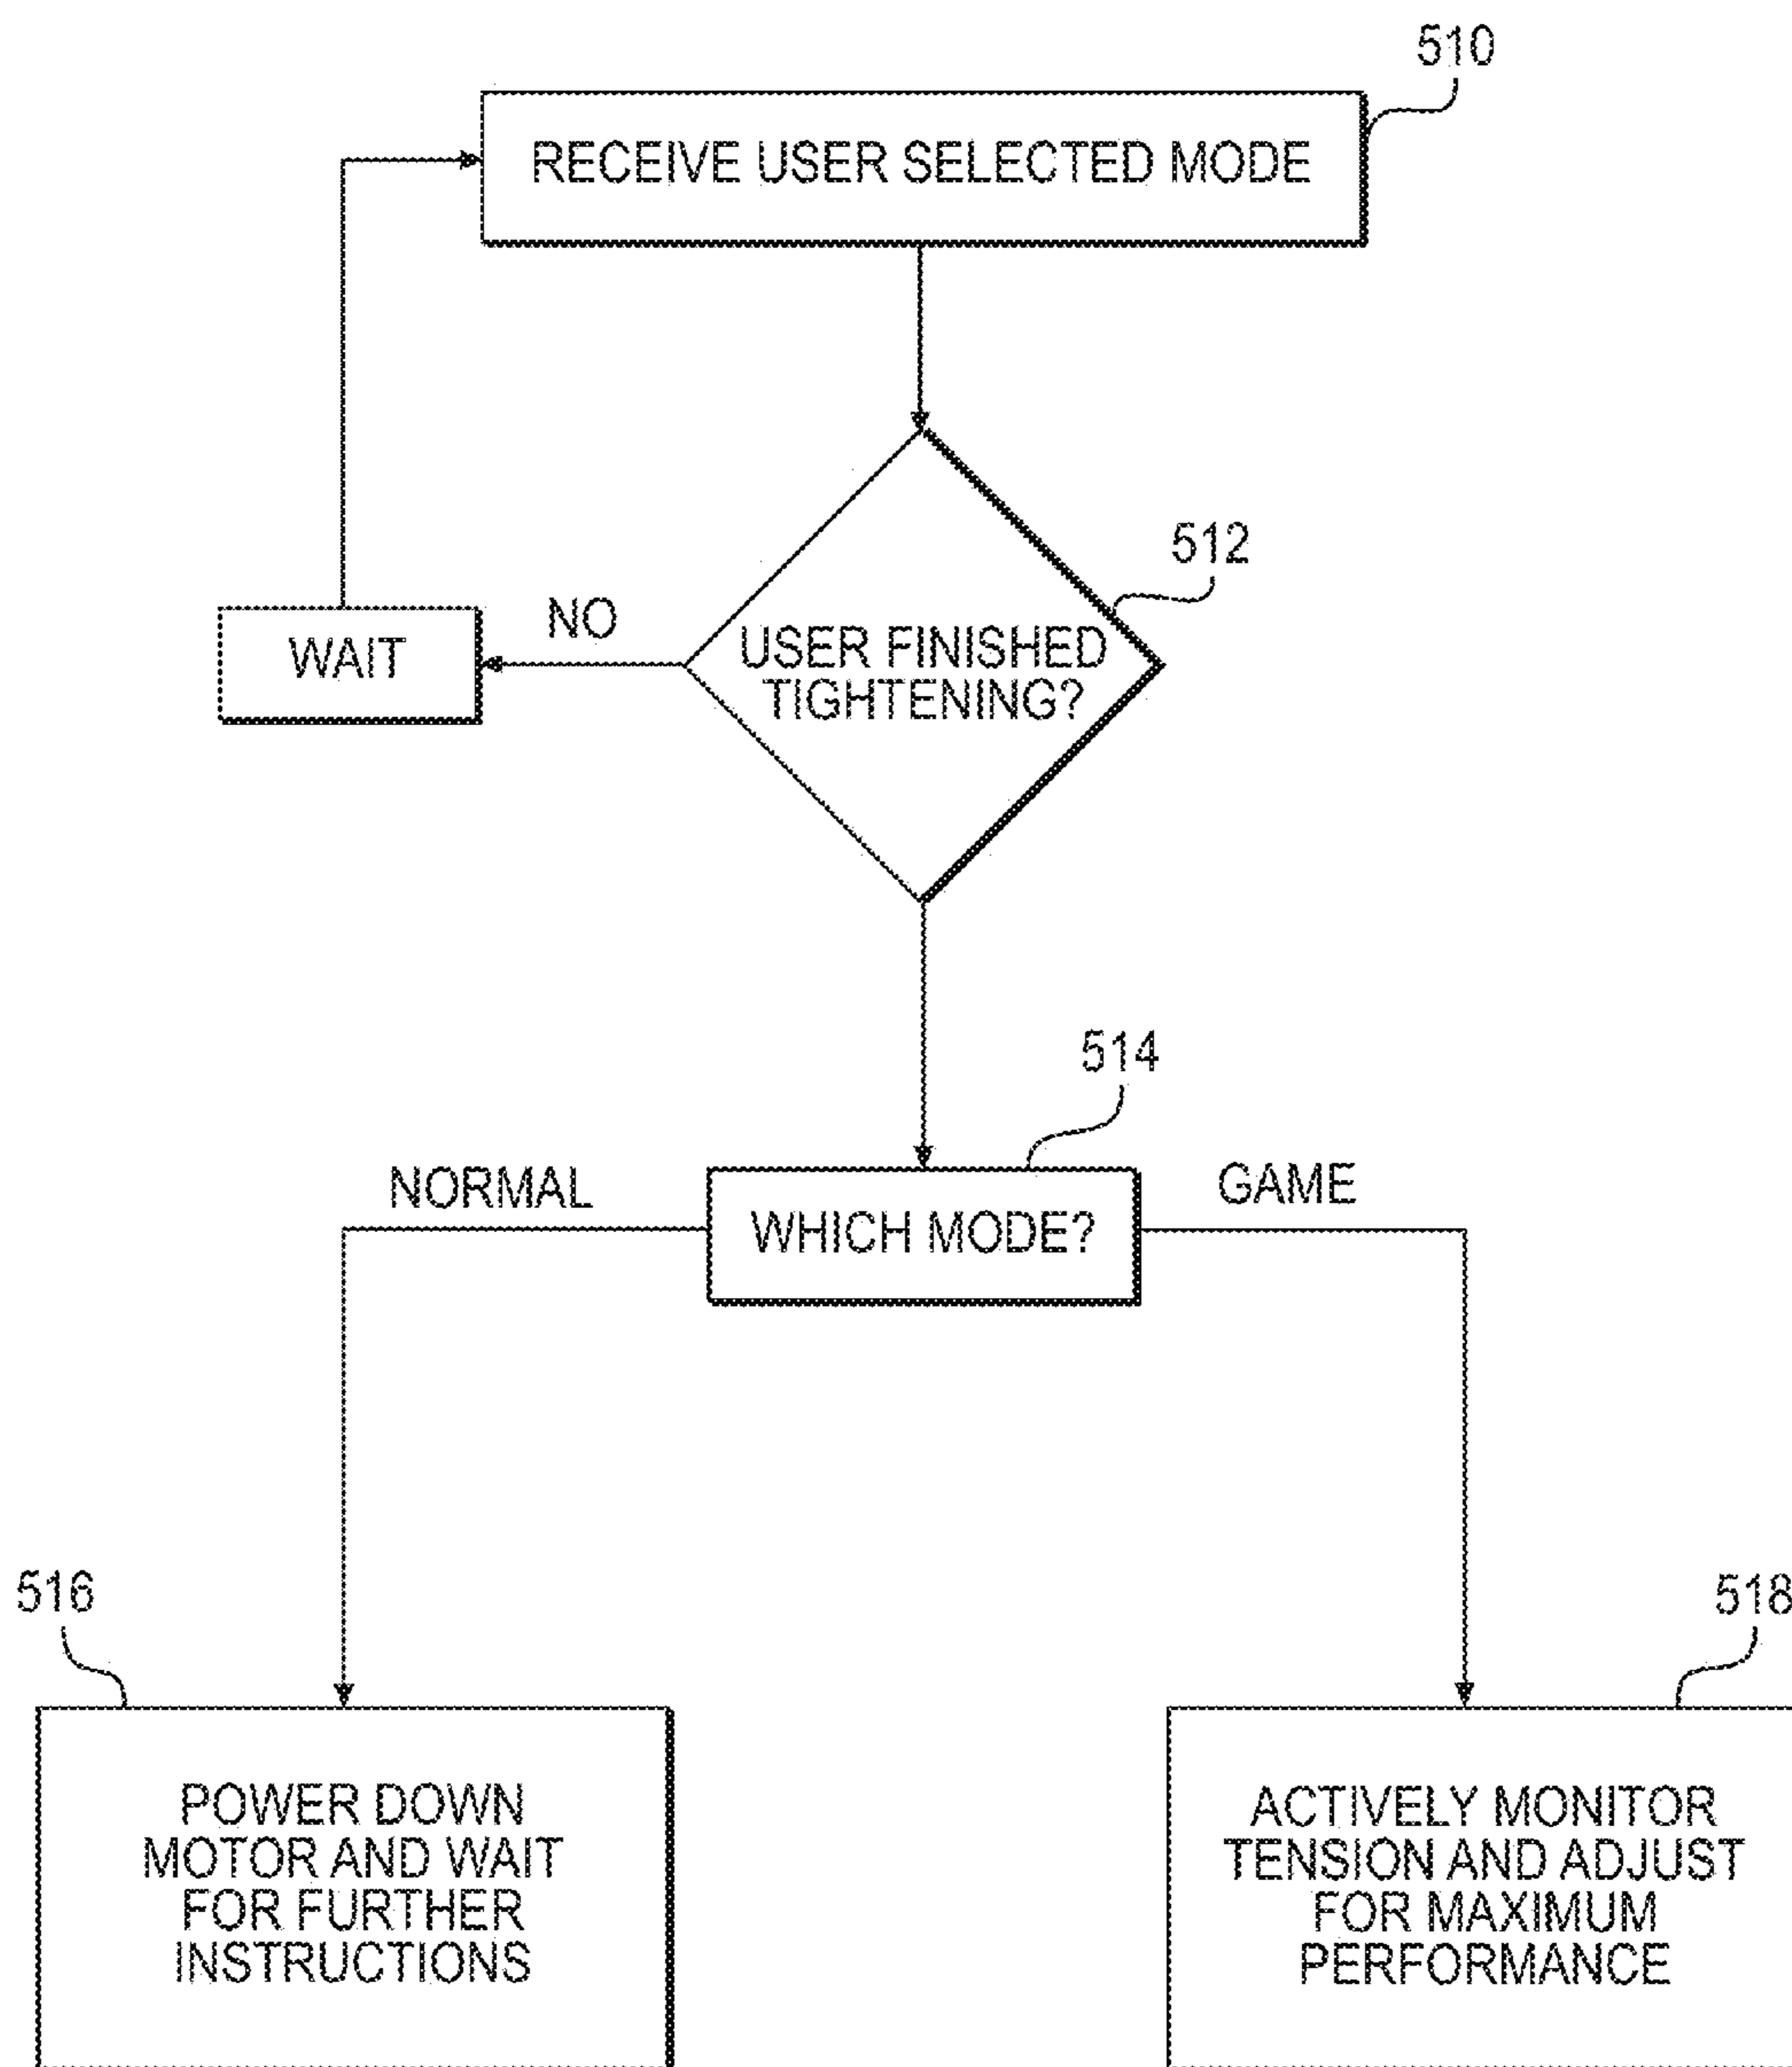 510
RECEIVE USER SELECTED MODE
512
NO
WAIT
USER FINISHED
TIGHTENING?
514
NORMAL
GAME
WHICH MODE?
516
518
POWER DOWN
MOTOR AND WAIT
FOR FURTHER
INSTRUCTIONS
ACTIVELY MONITOR
TENSION AND ADJUST
FOR MAXIMUM
PERFORMANCE